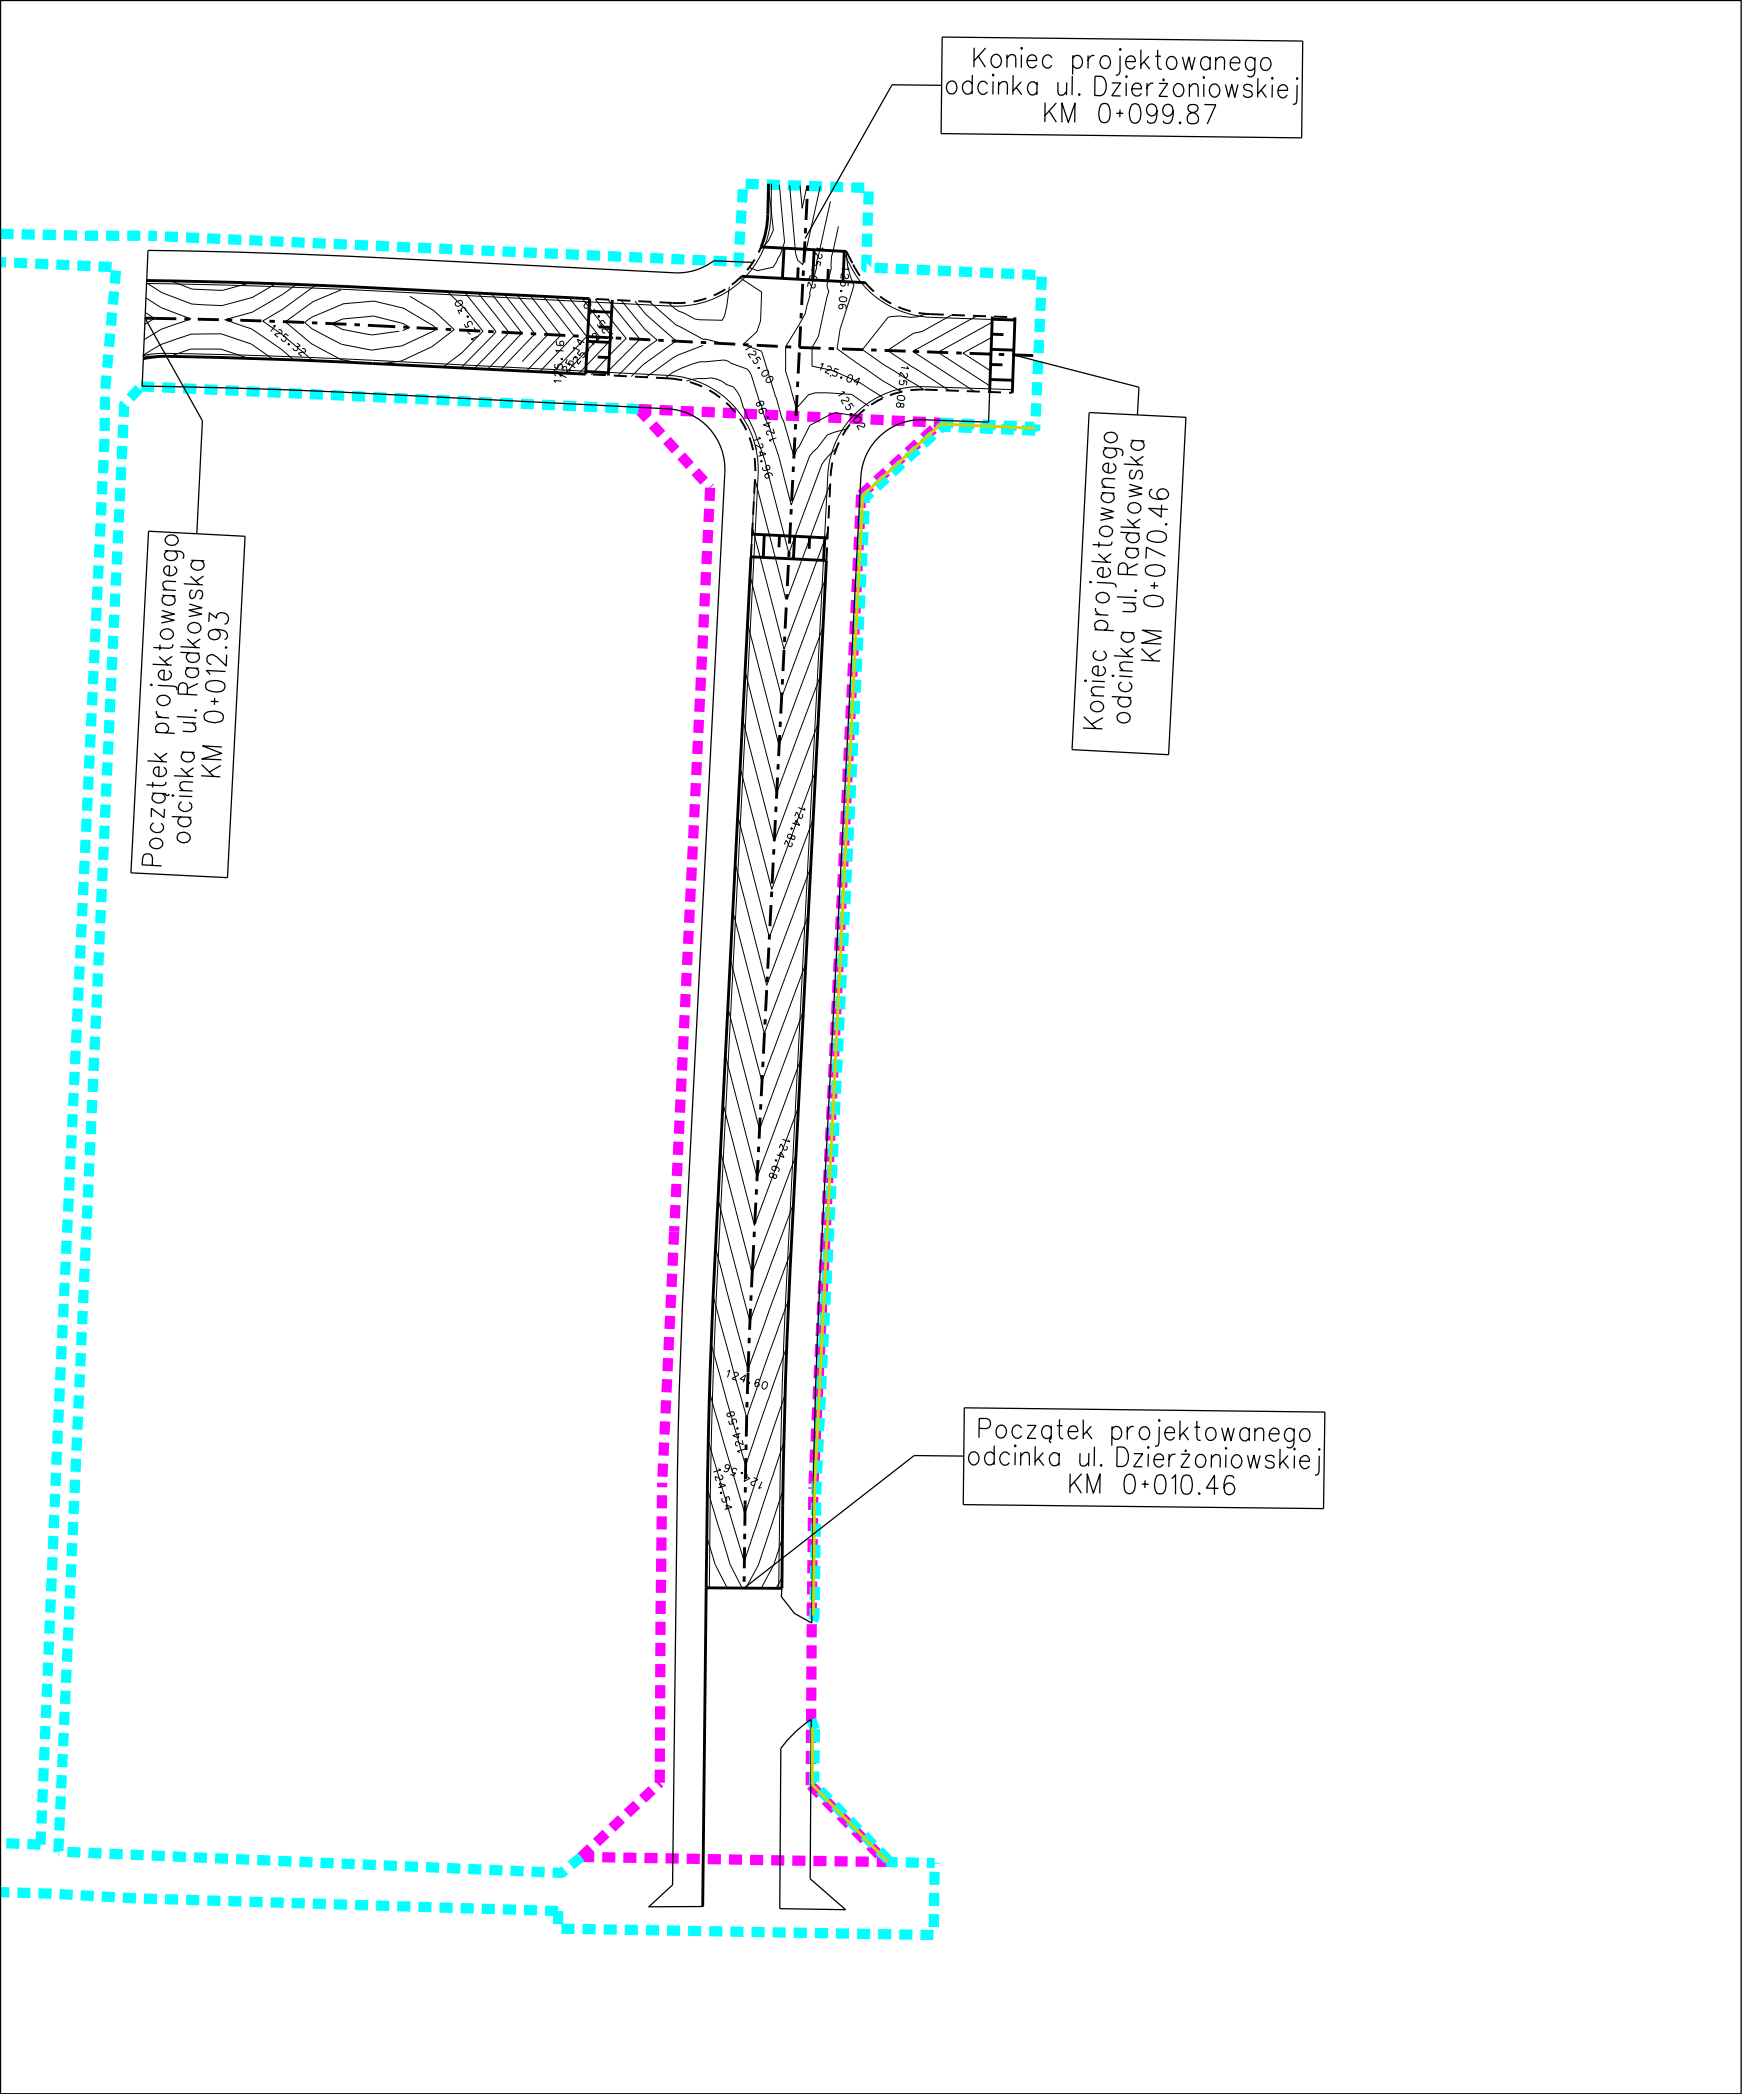 Koniec projektowanego
odcinka ul. Dzierżoniowskiej
KM 0+099.87
Początek projektowanego
odcinka ul. Radkowska
KM 0+012.93
Koniec projektowanego
odcinka ul. Radkowska
KM 0+070.46
Początek projektowanego
odcinka ul. Dzierżoniowskiej
KM 0+010.46
125.32
125.16
125.00
125.04
125.08
124.98
124.96
124.82
124.68
124.60
124.58
124.56
124.54